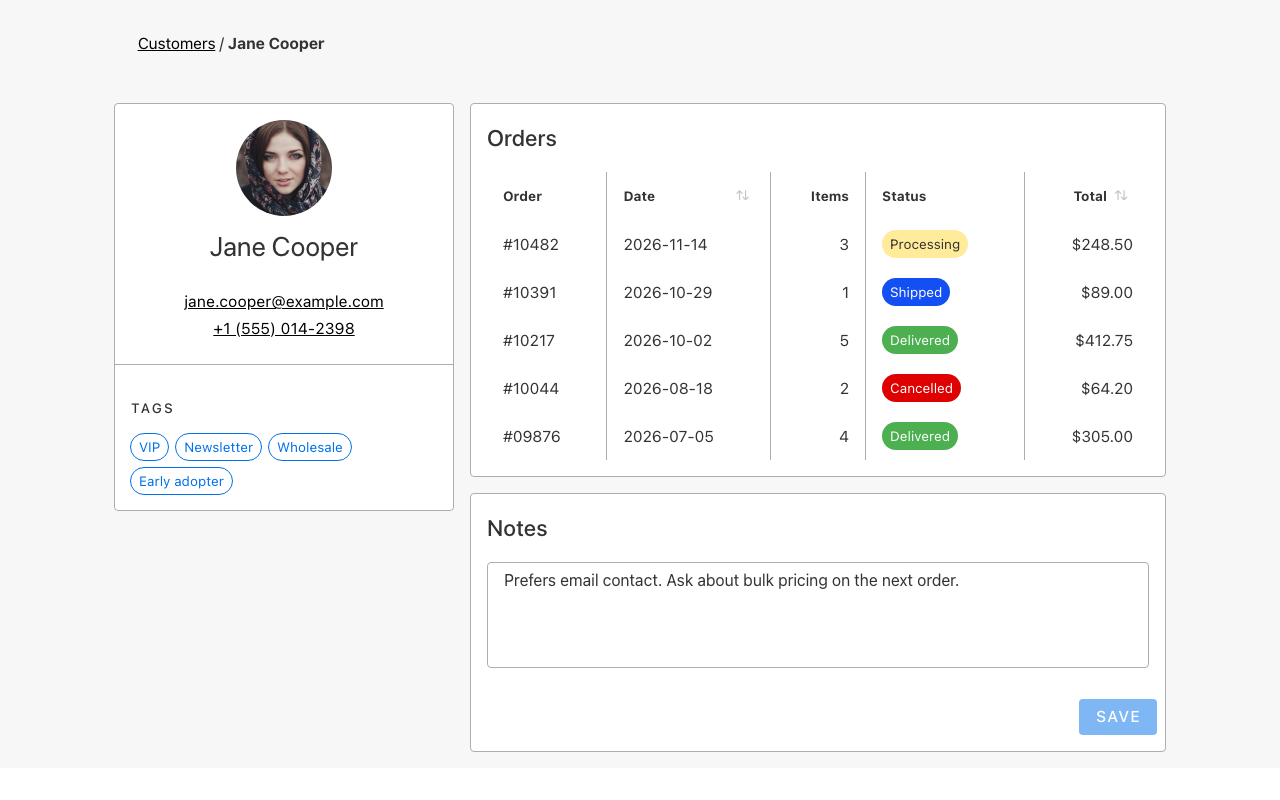 Customers / Jane Cooper
Jane Cooper
jane.cooper@example.com
+1 (555) 014-2398
TAGS
VIP Newsletter Wholesale
Early adopter
Orders
Order Date Items Status Total
#10482 2026-11-14 3 Processing $248.50
#10391 2026-10-29 1 Shipped $89.00
#10217 2026-10-02 5 Delivered $412.75
#10044 2026-08-18 2 Cancelled $64.20
#09876 2026-07-05 4 Delivered $305.00
Notes
Prefers email contact. Ask about bulk pricing on the next order.
SAVE